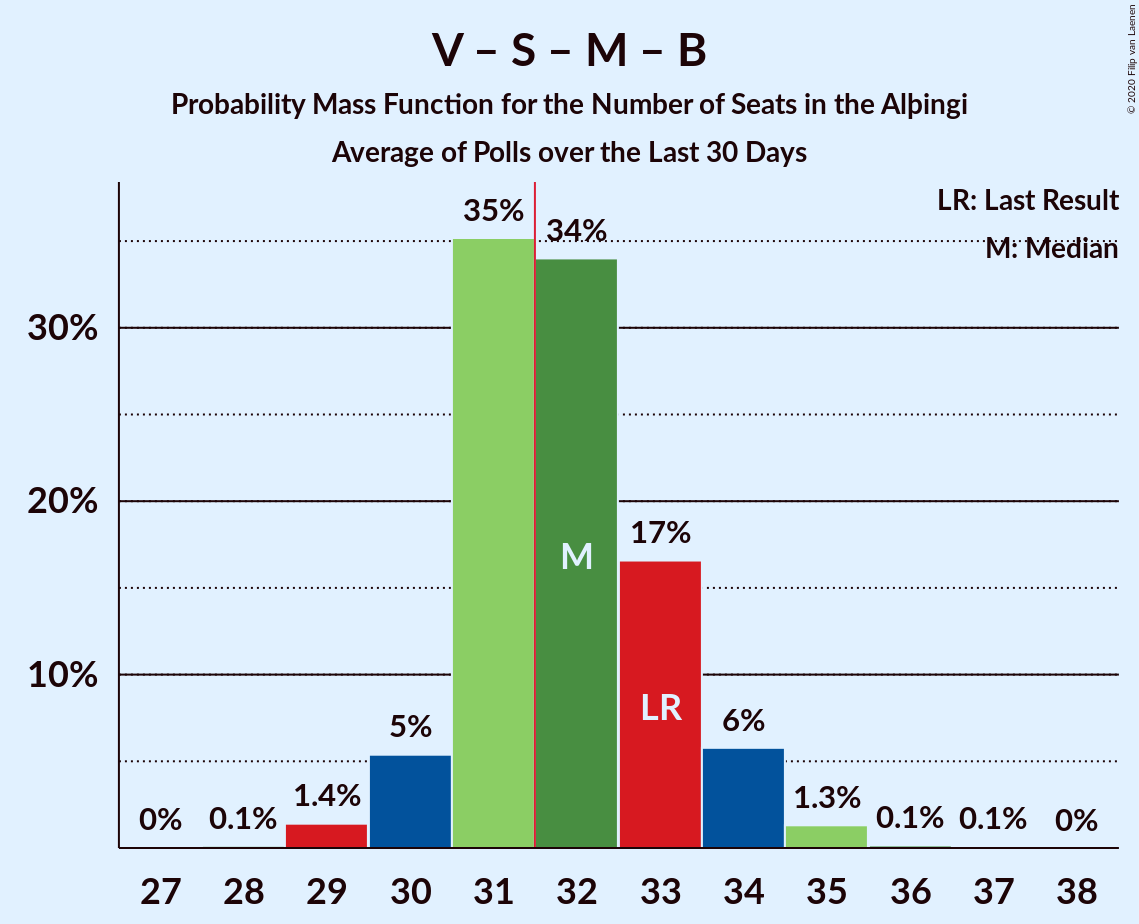 V – S – M – B
Probability Mass Function for the Number of Seats in the Alþingi
Average of Polls over the Last 30 Days
© 2020 Filip van Laenen
LR: Last Result
M: Median
30%
20%
10%
0%
0.1%
1.4%
5%
35%
34%
17%
6%
1.3%
0.1%
0.1%
0%
M
LR
27 28 29 30 31 32 33 34 35 36 37 38